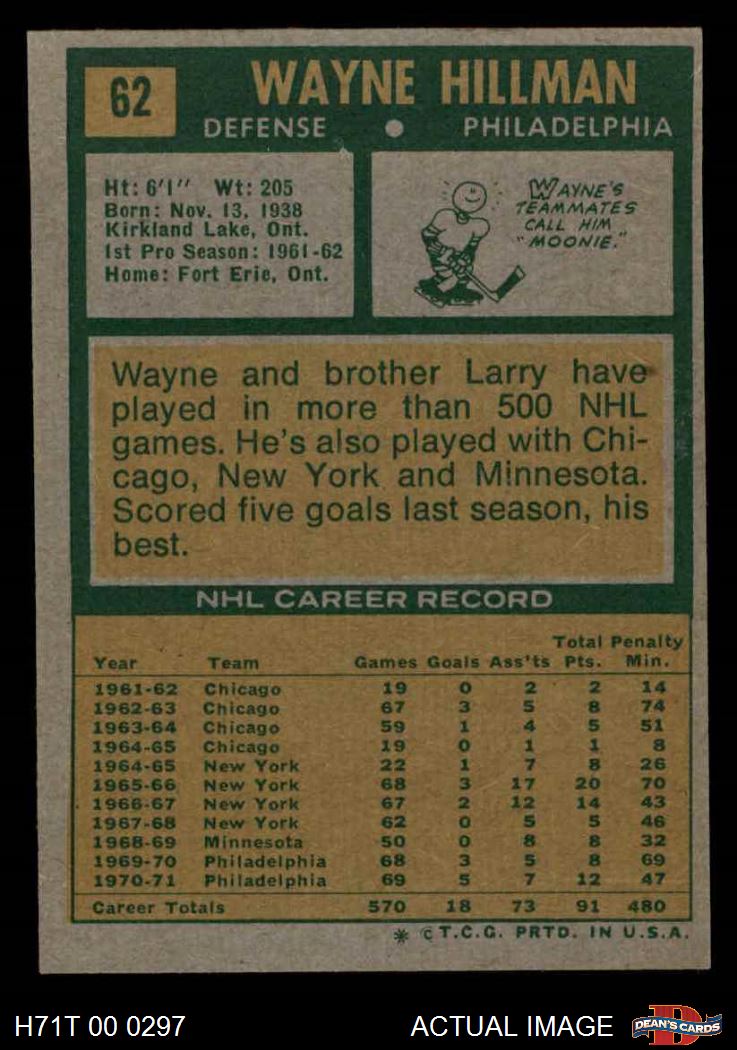 62
WAYNE HILLMAN
DEFENSE • PHILADELPHIA
Ht: 6'1" Wt: 205
Born: Nov. 13, 1938
Kirkland Lake, Ont.
1st Pro Season: 1961-62
Home: Fort Erie, Ont.
WAYNE'S
TEAMMATES
CALL HIM
"MOONIE."
Wayne and brother Larry have
played in more than 500 NHL
games. He's also played with Chi-
cago, New York and Minnesota.
Scored five goals last season, his
best.
NHL CAREER RECORD
Total Penalty
Year Team Games Goals Ass'ts Pts. Min.
1961-62 Chicago 19 0 2 2 14
1962-63 Chicago 67 3 5 8 74
1963-64 Chicago 59 1 4 5 51
1964-65 Chicago 19 0 1 1 8
1964-65 New York 22 1 7 8 26
1965-66 New York 68 3 17 20 70
1966-67 New York 67 2 12 14 43
1967-68 New York 62 0 5 5 46
1968-69 Minnesota 50 0 8 8 32
1969-70 Philadelphia 68 3 5 8 69
1970-71 Philadelphia 69 5 7 12 47
Career Totals 570 18 73 91 480
* © T.C.G. PRTD. IN U.S.A.
H71T 00 0297 ACTUAL IMAGE DEAN'S CARDS